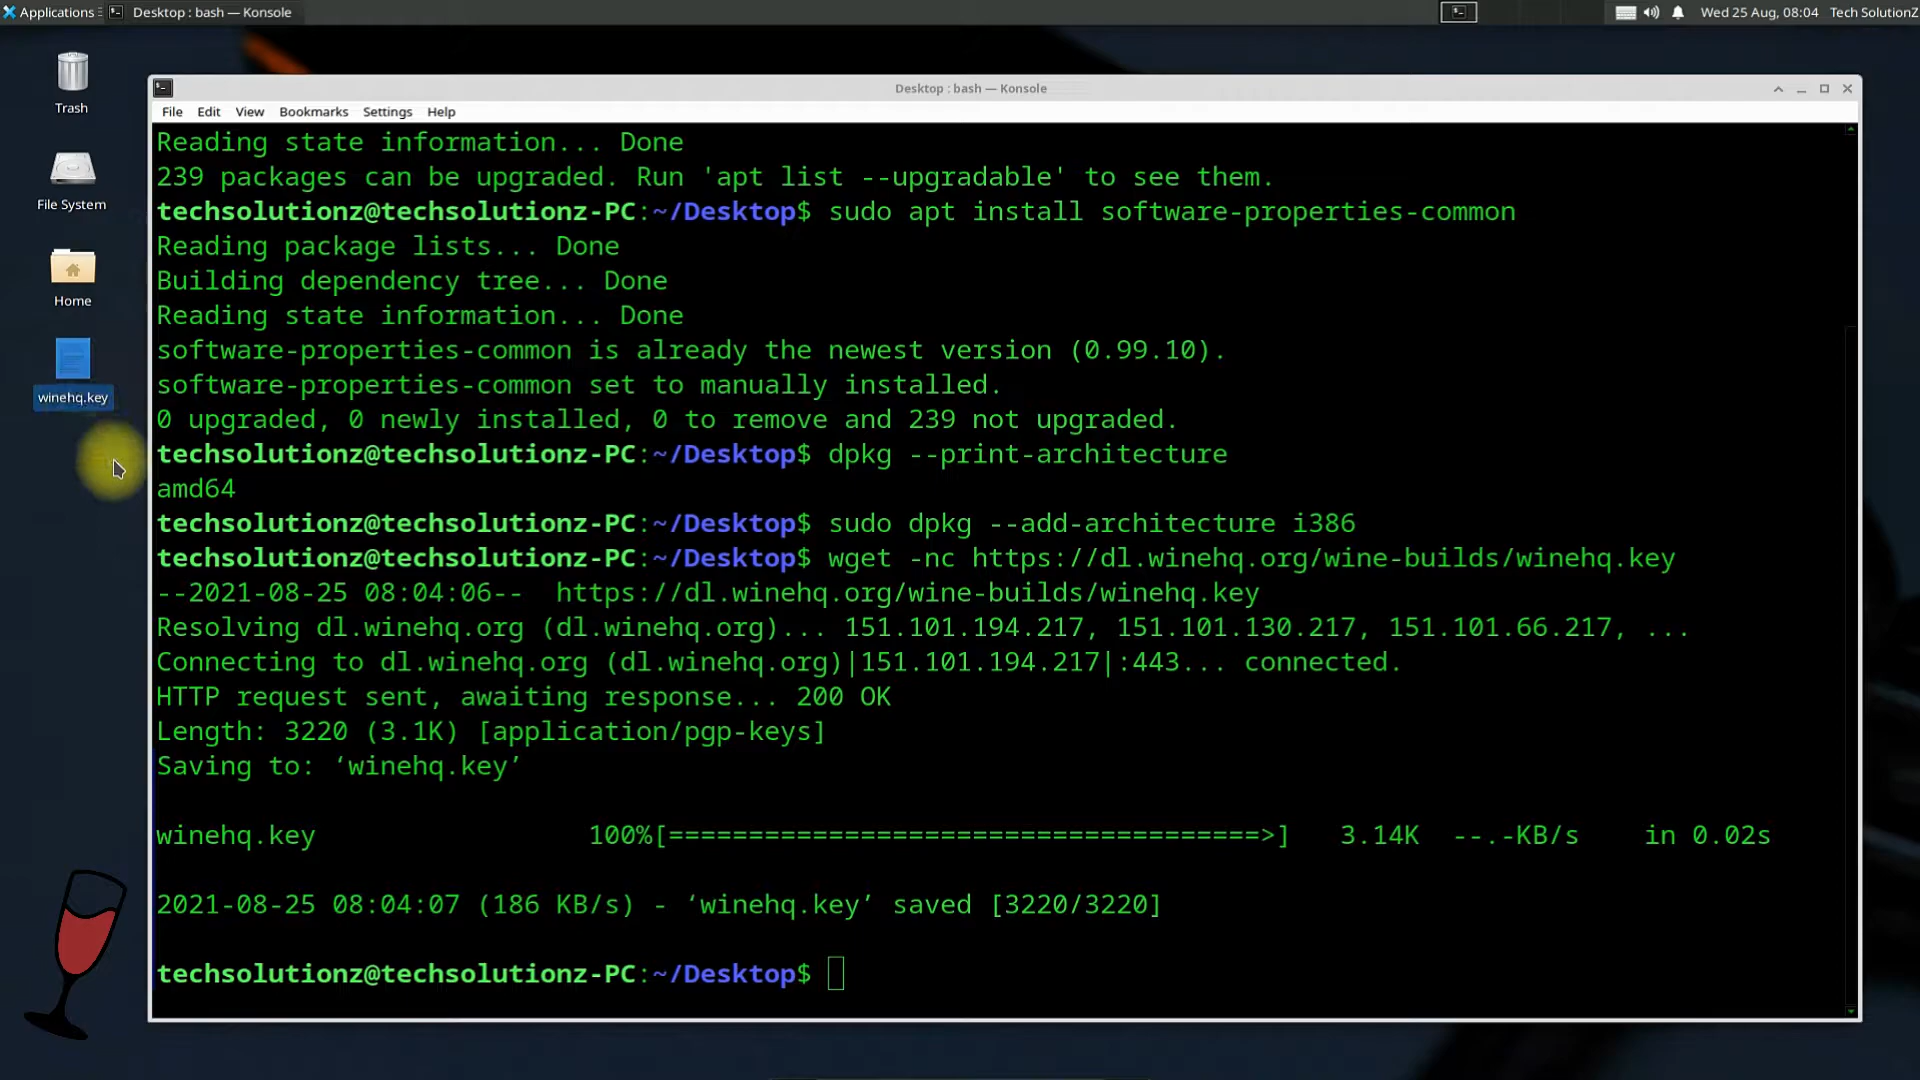 Applications
Desktop : bash — Konsole
Wed 25 Aug, 08:04
Tech SolutionZ
Trash
File System
Home
winehq.key
Desktop : bash — Konsole
File Edit View Bookmarks Settings Help
Reading state information... Done
239 packages can be upgraded. Run 'apt list --upgradable' to see them.
techsolutionz@techsolutionz-PC:~/Desktop$ sudo apt install software-properties-common
Reading package lists... Done
Building dependency tree... Done
Reading state information... Done
software-properties-common is already the newest version (0.99.10).
software-properties-common set to manually installed.
0 upgraded, 0 newly installed, 0 to remove and 239 not upgraded.
techsolutionz@techsolutionz-PC:~/Desktop$ dpkg --print-architecture
amd64
techsolutionz@techsolutionz-PC:~/Desktop$ sudo dpkg --add-architecture i386
techsolutionz@techsolutionz-PC:~/Desktop$ wget -nc https://dl.winehq.org/wine-builds/winehq.key
--2021-08-25 08:04:06--  https://dl.winehq.org/wine-builds/winehq.key
Resolving dl.winehq.org (dl.winehq.org)... 151.101.194.217, 151.101.130.217, 151.101.66.217, ...
Connecting to dl.winehq.org (dl.winehq.org)|151.101.194.217|:443... connected.
HTTP request sent, awaiting response... 200 OK
Length: 3220 (3.1K) [application/pgp-keys]
Saving to: ‘winehq.key’
winehq.key 100%[=====================================>] 3.14K --.-KB/s in 0.02s
2021-08-25 08:04:07 (186 KB/s) - ‘winehq.key’ saved [3220/3220]
techsolutionz@techsolutionz-PC:~/Desktop$